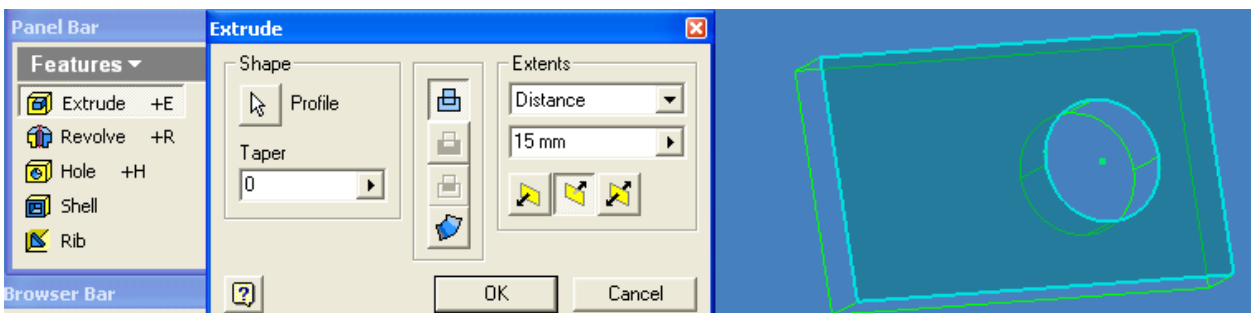 Panel Bar
Features
Extrude +E
Revolve +R
Hole +H
Shell
Rib
Browser Bar
Extrude
Shape
Profile
Taper
0
Extents
Distance
15 mm
?
OK
Cancel